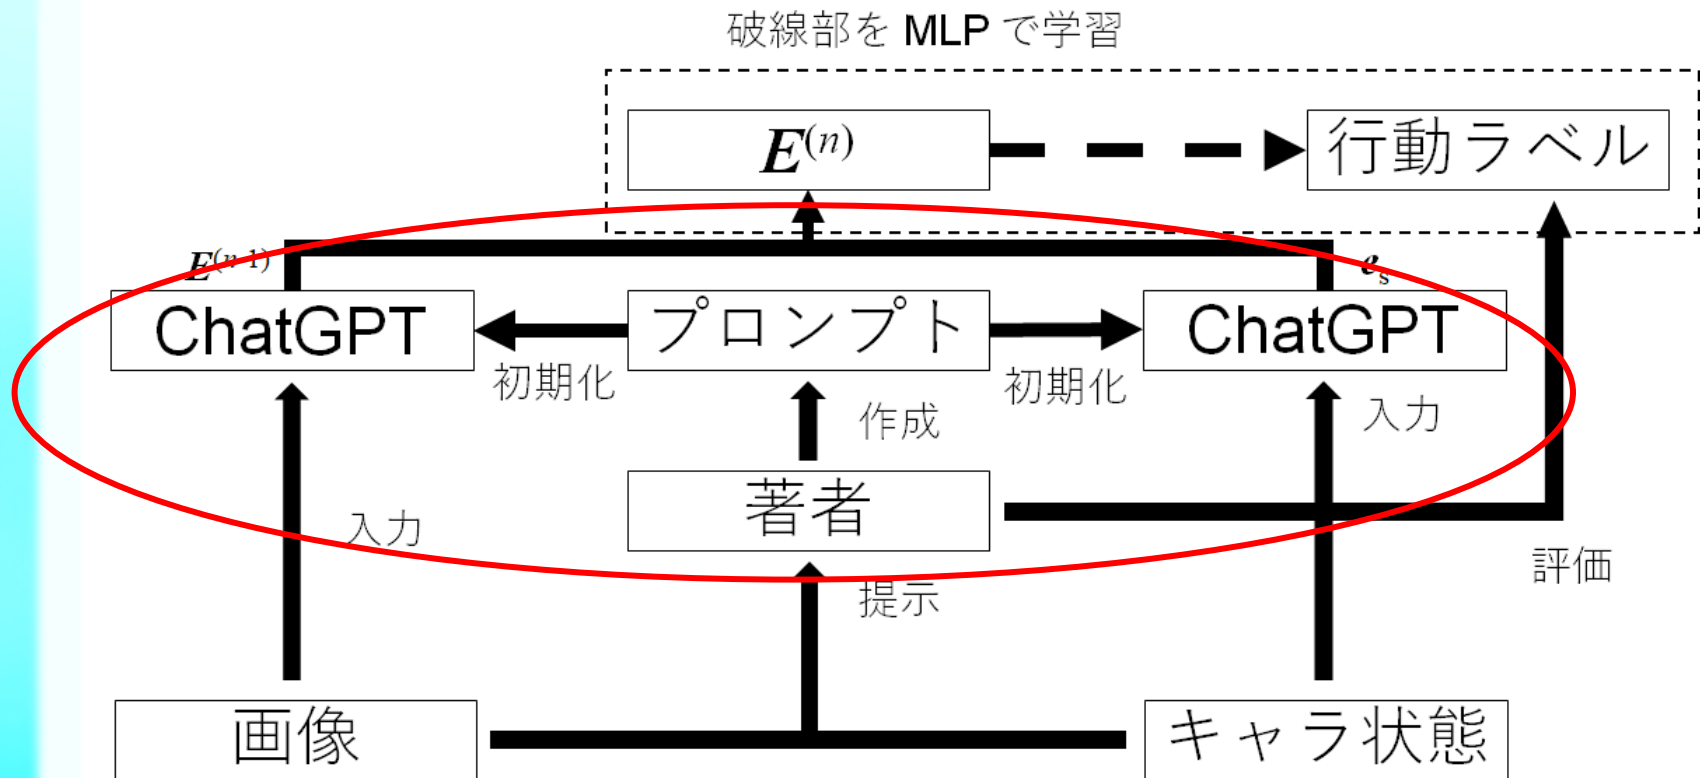 破線部を MLP で学習
E(n)
行動ラベル
E(n-1)
es
ChatGPT
プロンプト
ChatGPT
初期化
初期化
作成
入力
著者
入力
評価
提示
画像
キャラ状態